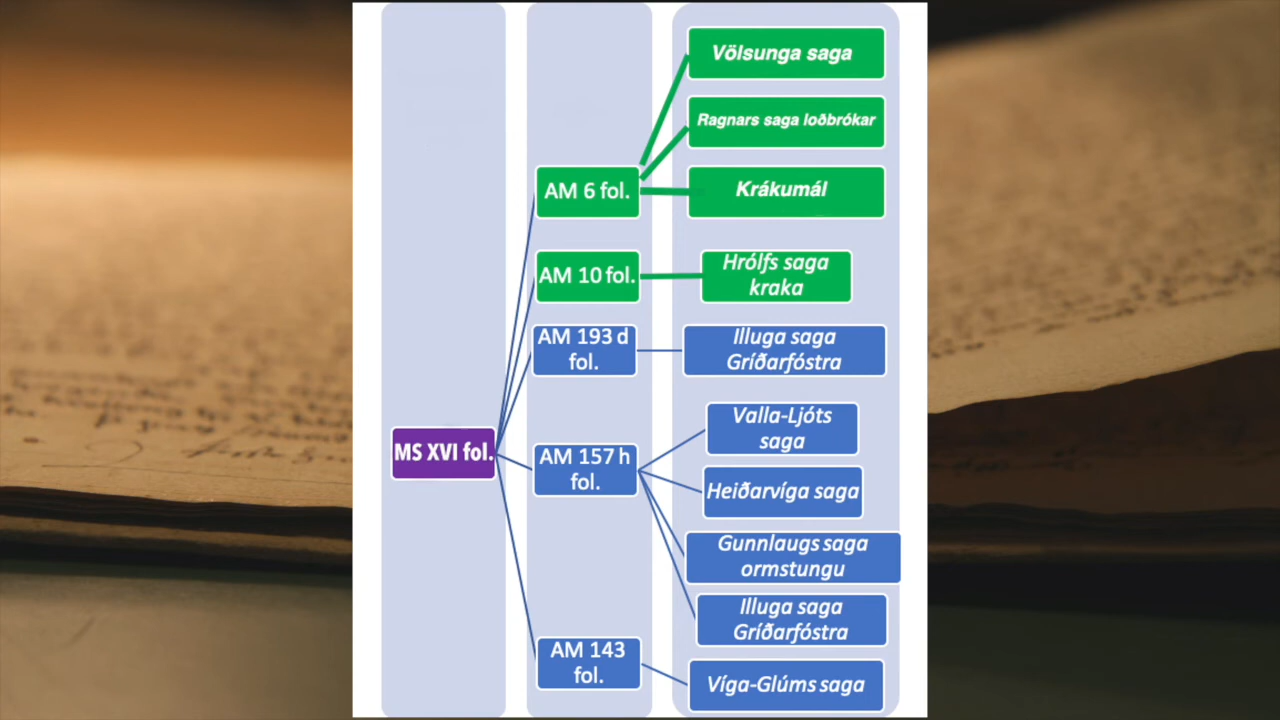 Völsunga saga
Ragnars saga loðbrókar
AM 6 fol.
Krákumál
AM 10 fol.
Hrólfs saga
kraka
AM 193 d
fol.
Illuga saga
Gríðarfóstra
MS XVI fol.
AM 157 h
fol.
Valla-Ljóts
saga
Heiðarvíga saga
Gunnlaugs saga
ormstungu
Illuga saga
Gríðarfóstra
AM 143
fol.
Víga-Glúms saga